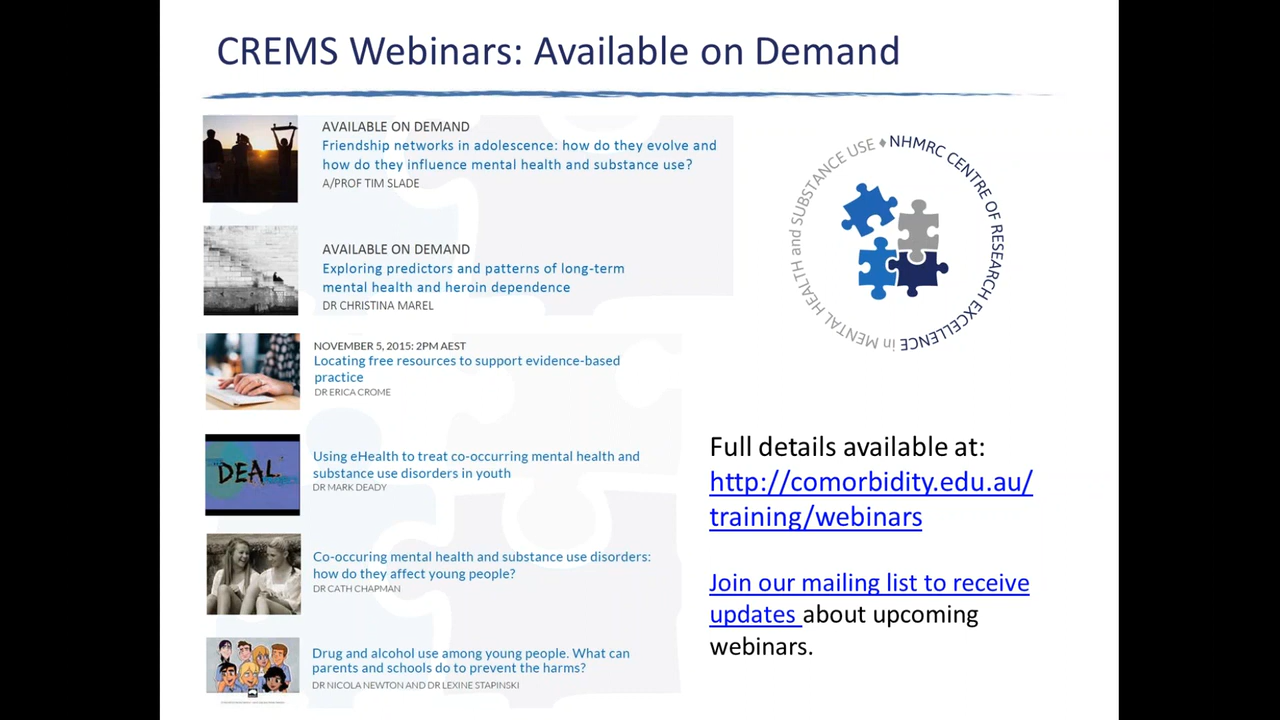 CREMS Webinars: Available on Demand
AVAILABLE ON DEMAND
Friendship networks in adolescence: how do they evolve and
how do they influence mental health and substance use?
A/PROF TIM SLADE
AVAILABLE ON DEMAND
Exploring predictors and patterns of long-term
mental health and heroin dependence
DR CHRISTINA MAREL
NOVEMBER 5, 2015: 2PM AEST
Locating free resources to support evidence-based
practice
DR ERICA CROME
DEAL
Using eHealth to treat co-occurring mental health and
substance use disorders in youth
DR MARK DEADY
Co-occuring mental health and substance use disorders:
how do they affect young people?
DR CATH CHAPMAN
Drug and alcohol use among young people. What can
parents and schools do to prevent the harms?
DR NICOLA NEWTON AND DR LEXINE STAPINSKI
NHMRC CENTRE OF RESEARCH EXCELLENCE in MENTAL HEALTH and SUBSTANCE USE ♦
Full details available at:
http://comorbidity.edu.au/
training/webinars
Join our mailing list to receive
updates about upcoming
webinars.